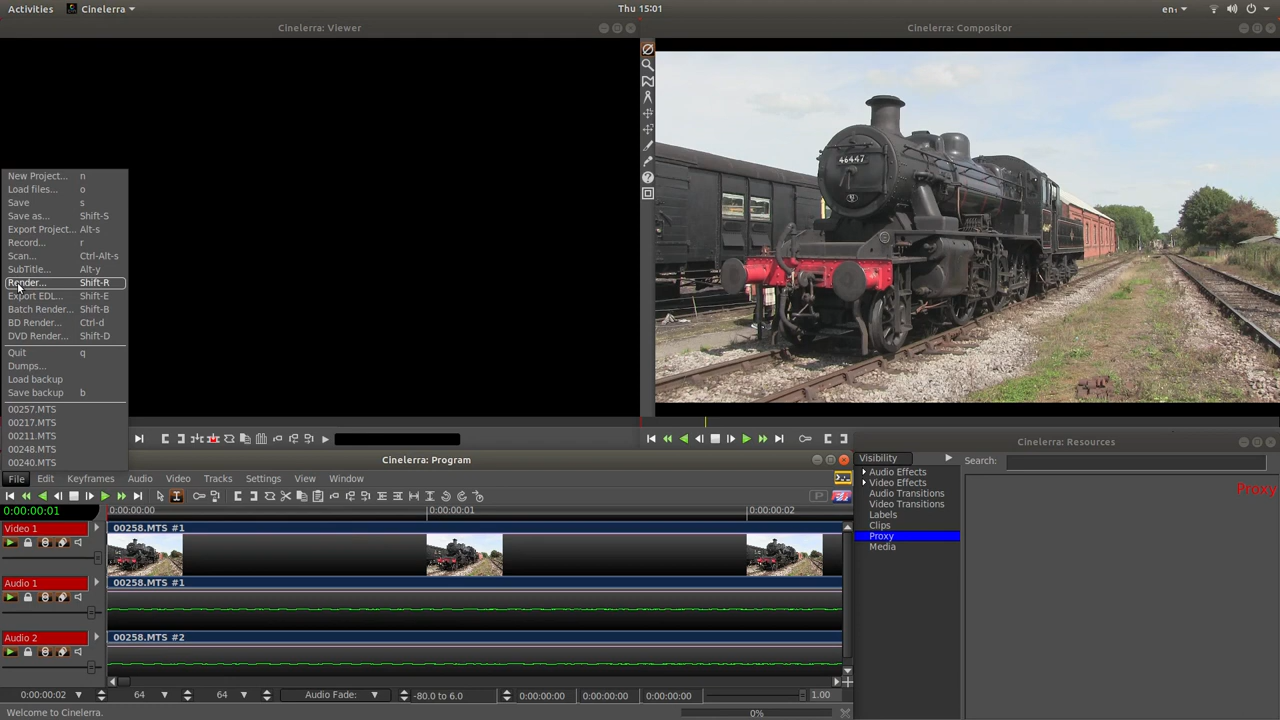 Activities Cinelerra Thu 15:01 en₁
Cinelerra: Viewer
Cinelerra: Compositor
46447
New Project... n
Load files... o
Save s
Save as... Shift-S
Export Project... Alt-s
Record... r
Scan... Ctrl-Alt-s
SubTitle... Alt-y
Render... Shift-R
Export EDL... Shift-E
Batch Render... Shift-B
BD Render... Ctrl-d
DVD Render... Shift-D
Quit q
Dumps...
Load backup
Save backup b
00257.MTS
00217.MTS
00211.MTS
00248.MTS
00240.MTS
Cinelerra: Program
File Edit Keyframes Audio Video Tracks Settings View Window
P
0:00:00:01 0:00:00:00 0:00:00:01 0:00:00:02
Video 1 00258.MTS #1
Audio 1 00258.MTS #1
Audio 2 00258.MTS #2
0:00:00:02 64 64 Audio Fade: -80.0 to 6.0 0:00:00:00 0:00:00:00 0:00:00:00 1.00
Welcome to Cinelerra. 0%
Cinelerra: Resources
Visibility Search:
Audio Effects
Video Effects
Audio Transitions
Video Transitions
Labels
Clips
Proxy
Media
Proxy